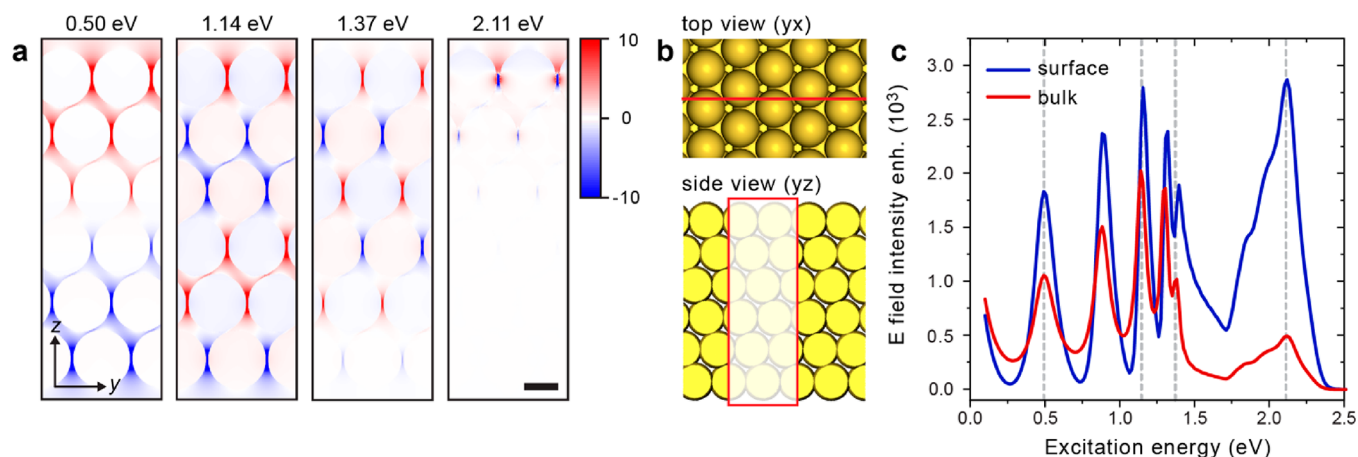 a
0.50 eV
1.14 eV
1.37 eV
2.11 eV
10
0
-10
z
y
b
top view (yx)
side view (yz)
c
surface
bulk
E field intensity enh. (10³)
3.0
2.5
2.0
1.5
1.0
0.5
0.0
0.0 0.5 1.0 1.5 2.0 2.5
Excitation energy (eV)